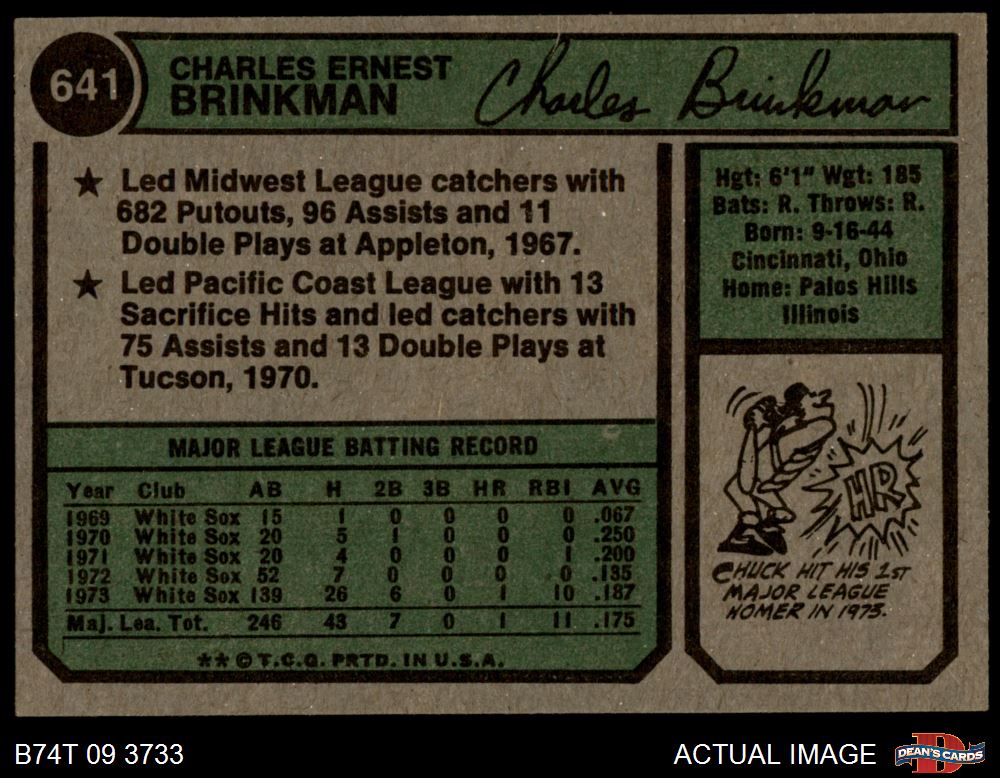 641
CHARLES ERNEST
BRINKMAN
Charles Brinkman
★ Led Midwest League catchers with
682 Putouts, 96 Assists and 11
Double Plays at Appleton, 1967.
★ Led Pacific Coast League with 13
Sacrifice Hits and led catchers with
75 Assists and 13 Double Plays at
Tucson, 1970.
Hgt: 6'1" Wgt: 185
Bats: R. Throws: R.
Born: 9-16-44
Cincinnati, Ohio
Home: Palos Hills
Illinois
MAJOR LEAGUE BATTING RECORD
Year Club AB H 2B 3B HR RBI AVG
1969 White Sox 15 1 0 0 0 0 .067
1970 White Sox 20 5 1 0 0 0 .250
1971 White Sox 20 4 0 0 0 1 .200
1972 White Sox 52 7 0 0 0 0 .135
1973 White Sox 139 26 6 0 1 10 .187
Maj. Lea. Tot. 246 43 7 0 1 11 .175
**© T.C.G. PRTD. IN U.S.A.
HR
CHUCK HIT HIS 1ST
MAJOR LEAGUE
HOMER IN 1973.
B74T 09 3733
ACTUAL IMAGE
D
DEAN'S CARDS